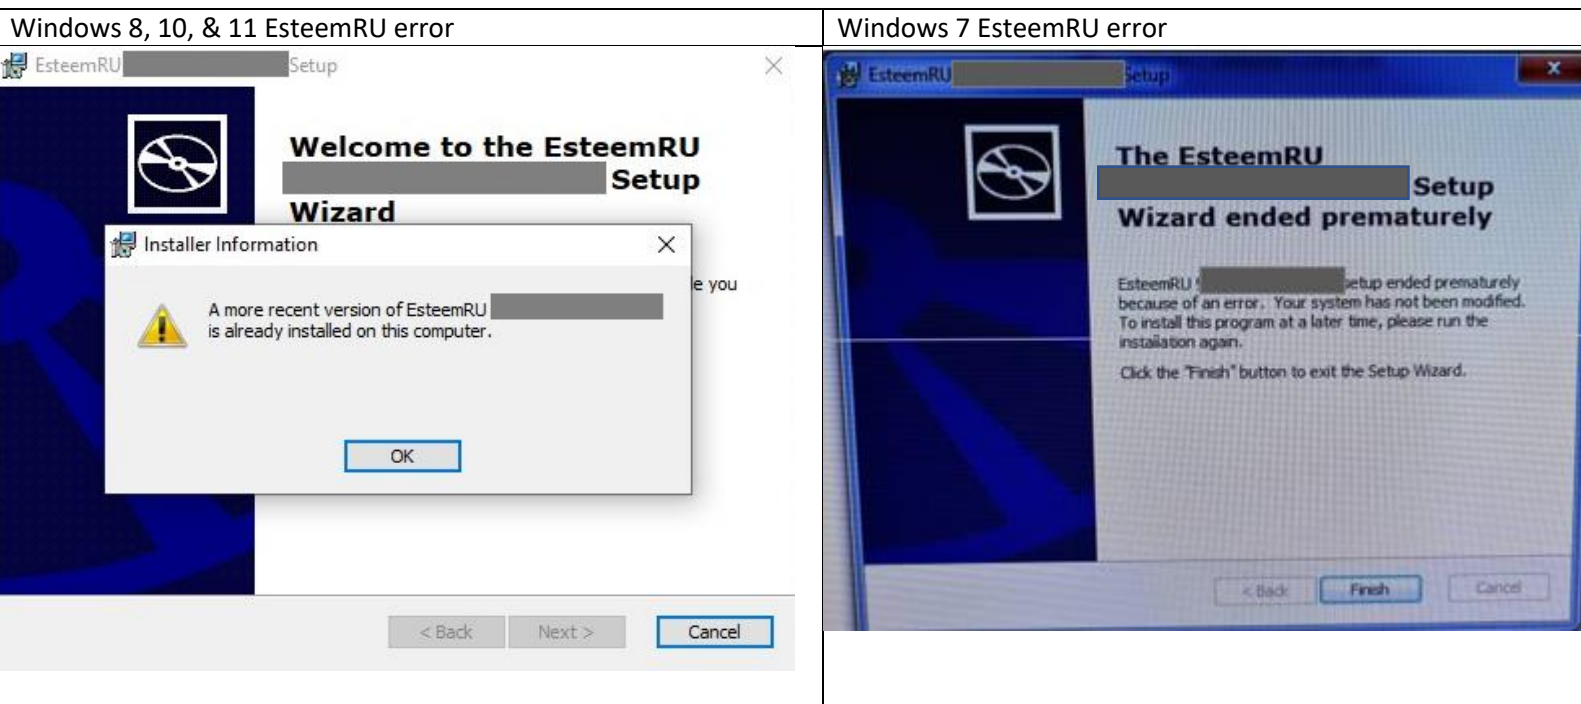 Windows 8, 10, & 11 EsteemRU error
EsteemRU Setup
Welcome to the EsteemRU
Setup
Wizard
Installer Information
e you
A more recent version of EsteemRU
is already installed on this computer.
OK
< Back Next > Cancel
Windows 7 EsteemRU error
EsteemRU Setup
The EsteemRU
Setup
Wizard ended prematurely
EsteemRU setup ended prematurely
because of an error. Your system has not been modified.
To install this program at a later time, please run the
installation again.
Click the "Finish" button to exit the Setup Wizard.
< Back Finish Cancel